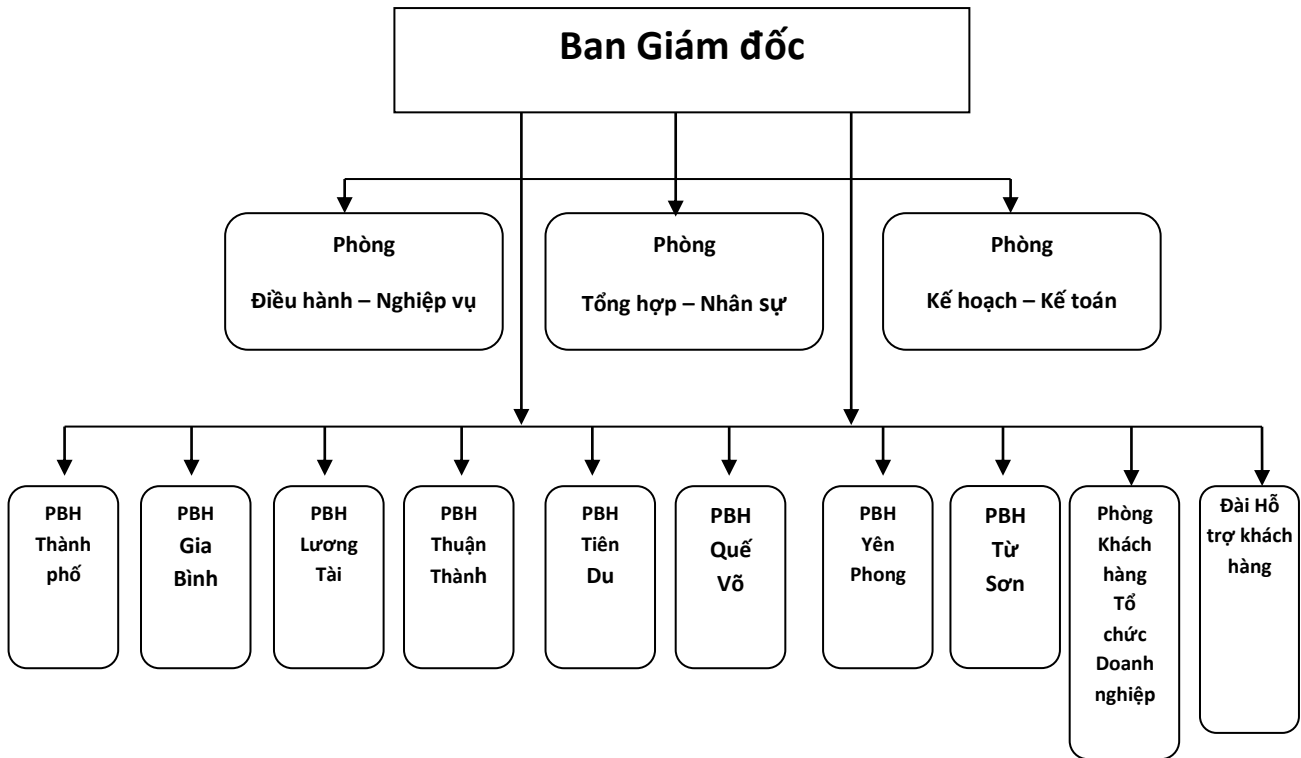 Ban Giám đốc
Phòng
Điều hành – Nghiệp vụ
Phòng
Tổng hợp – Nhân sự
Phòng
Kế hoạch – Kế toán
PBH
Thành
phố
PBH
Gia
Bình
PBH
Lương
Tài
PBH
Thuận
Thành
PBH
Tiên
Du
PBH
Quế
Võ
PBH
Yên
Phong
PBH
Từ
Sơn
Phòng
Khách
hàng
Tổ
chức
Doanh
nghiệp
Đài Hỗ
trợ khách
hàng